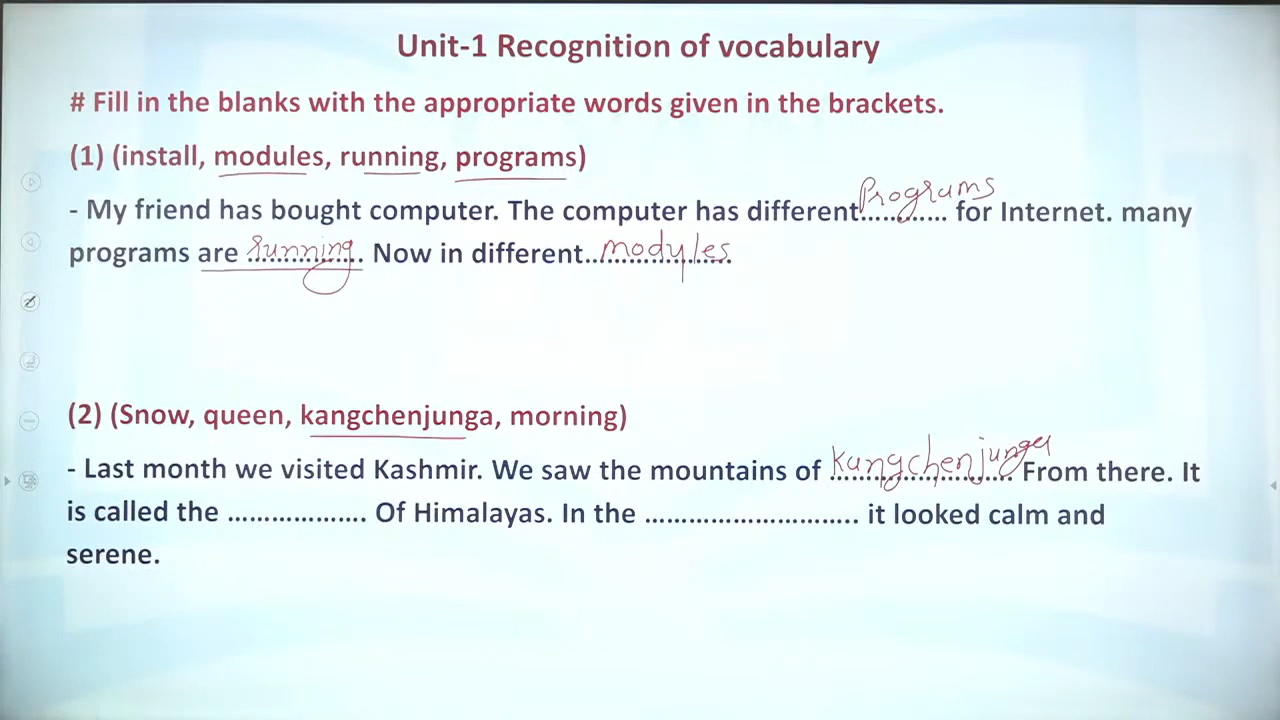 Unit-1 Recognition of vocabulary
# Fill in the blanks with the appropriate words given in the brackets.
(1) (install, modules, running, programs)
- My friend has bought computer. The computer has different Programs for Internet. many
programs are running. Now in different modyles.
(2) (Snow, queen, kangchenjunga, morning)
- Last month we visited Kashmir. We saw the mountains of Kangchenjunga From there. It
is called the ................... Of Himalayas. In the ............................. it looked calm and
serene.